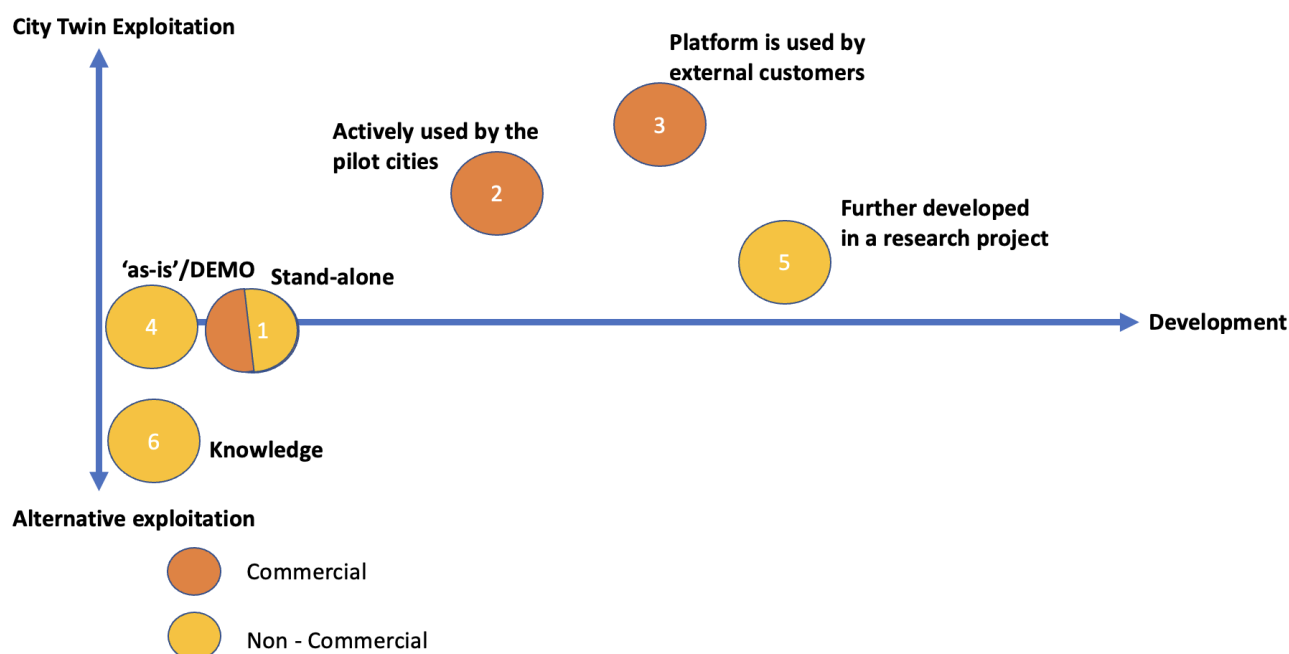 City Twin Exploitation
Platform is used by
external customers
3
Actively used by the
pilot cities
2
Further developed
in a research project
5
‘as-is’/DEMO
Stand-alone
4
1
Development
6
Knowledge
Alternative exploitation
Commercial
Non - Commercial